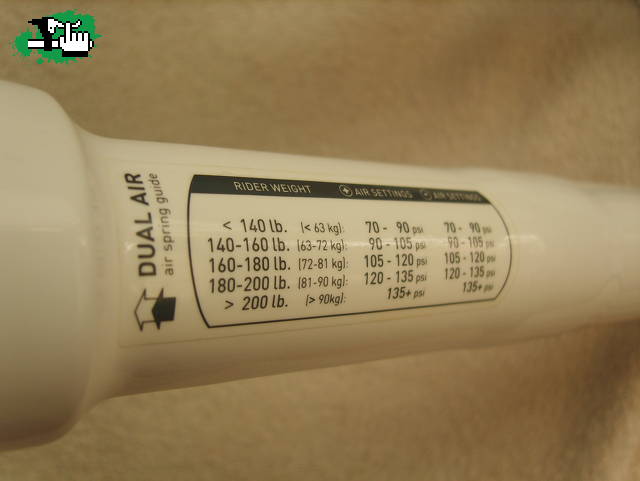 DUAL AIR
air spring guide
RIDER WEIGHT + AIR SETTINGS - AIR SETTINGS
< 140 lb. (< 63 kg): 70 - 90 psi 70 - 90 psi
140-160 lb. (63-72 kg): 90 - 105 psi 90 - 105 psi
160-180 lb. (72-81 kg): 105 - 120 psi 105 - 120 psi
180-200 lb. (81-90 kg): 120 - 135 psi 120 - 135 psi
> 200 lb. (> 90kg): 135+ psi 135+ psi